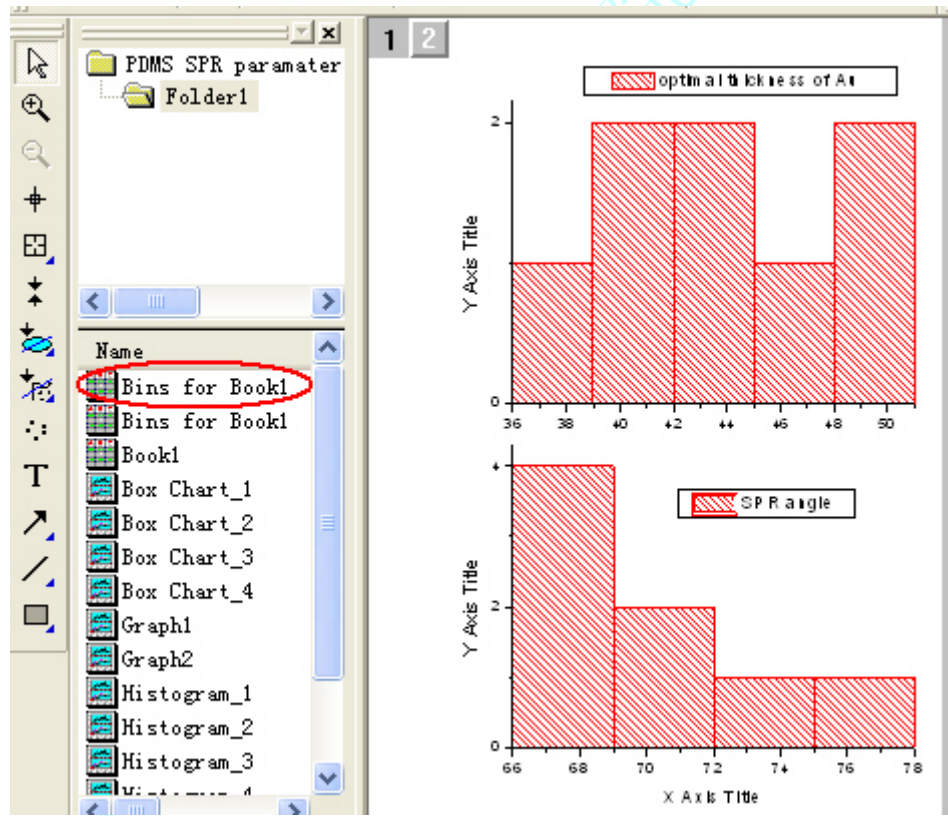 PDMS SPR paramater
Folder1
Name
Bins for Book1
Bins for Book1
Book1
Box Chart_1
Box Chart_2
Box Chart_3
Box Chart_4
Graph1
Graph2
Histogram_1
Histogram_2
Histogram_3
T
1 2
optimal thickness of Au
2
0
Y Axis Title
36 38 40 42 44 46 48 50
SPR angle
4
2
0
Y Axis Title
66 68 70 72 74 76 78
X Axis Title